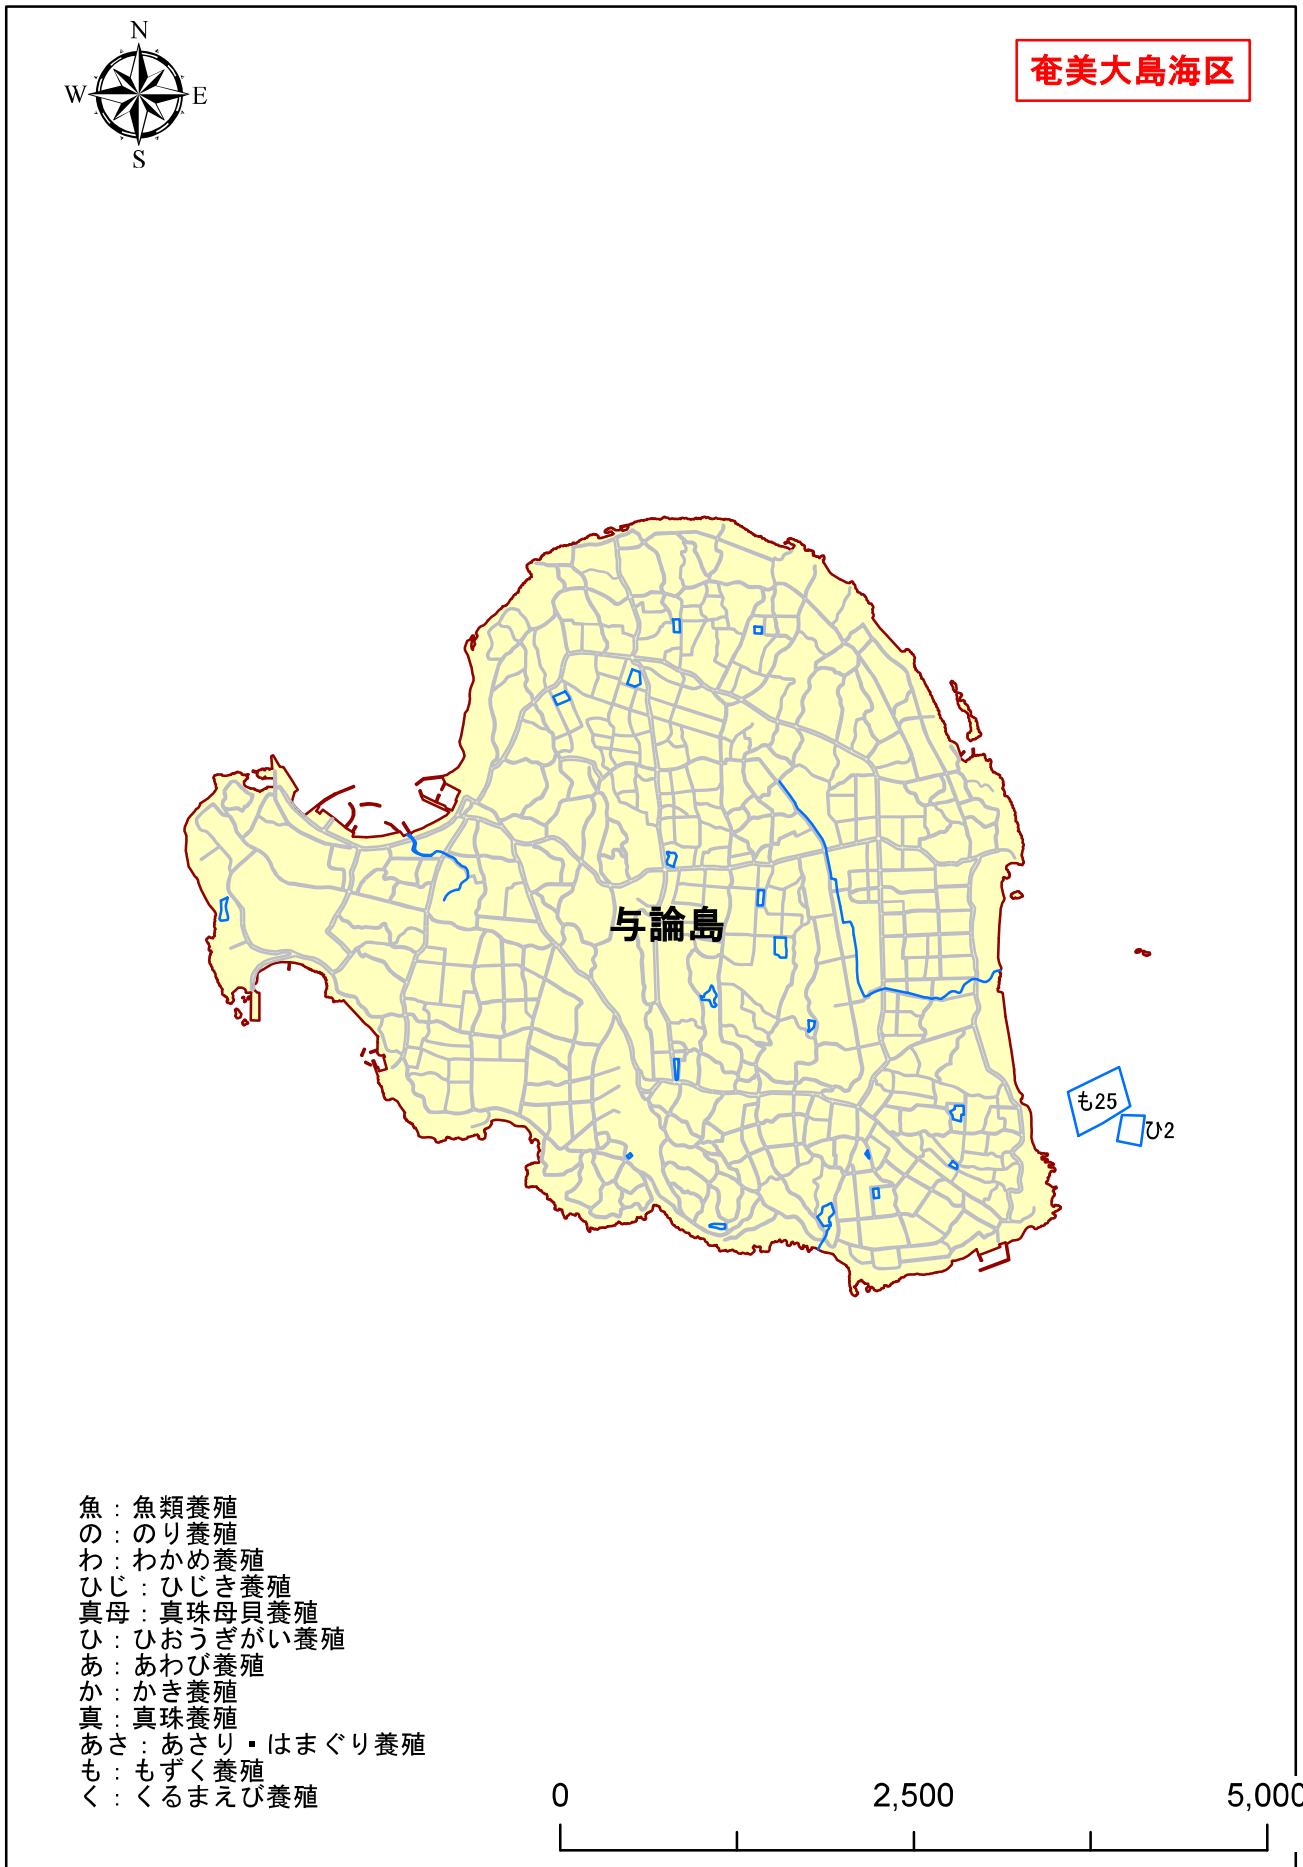 N
W E
S
奄美大島海区
与論島
も25
ひ2
魚：魚類養殖
の：のり養殖
わ：わかめ養殖
ひじ：ひじき養殖
真母：真珠母貝養殖
ひ：ひおうぎがい養殖
あ：あわび養殖
か：かき養殖
真：真珠養殖
あさ：あさり・はまぐり養殖
も：もずく養殖
く：くるまえび養殖
0 2,500 5,000